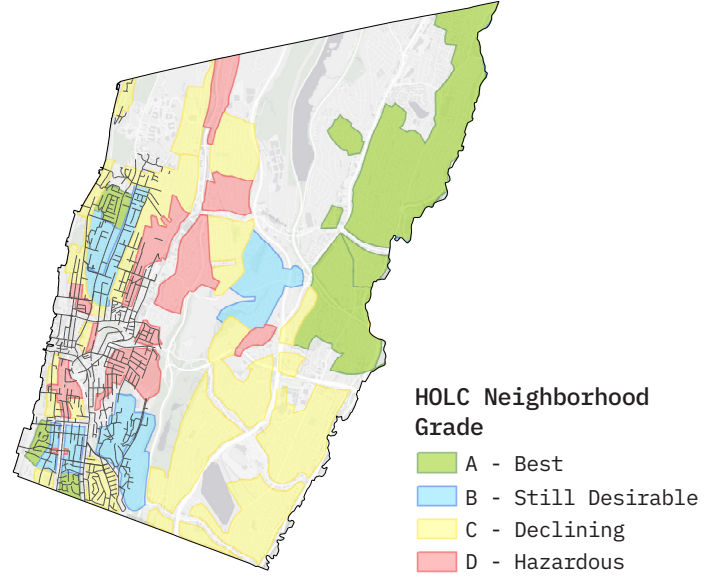 HOLC Neighborhood
Grade
A - Best
B - Still Desirable
C - Declining
D - Hazardous